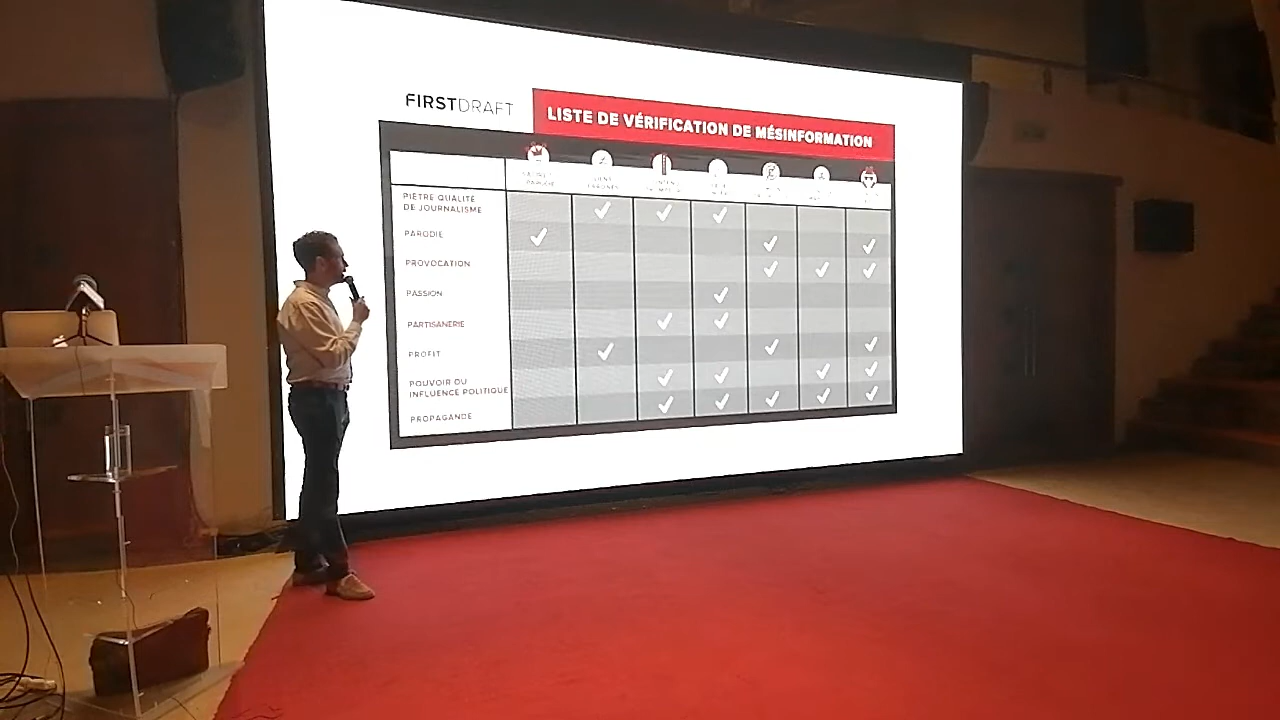 FIRSTDRAFT
LISTE DE VÉRIFICATION DE MÉSINFORMATION
PIÈTRE QUALITÉ
DE JOURNALISME
PARODIE
PROVOCATION
PASSION
PARTISANERIE
PROFIT
POUVOIR OU
INFLUENCE POLITIQUE
PROPAGANDE